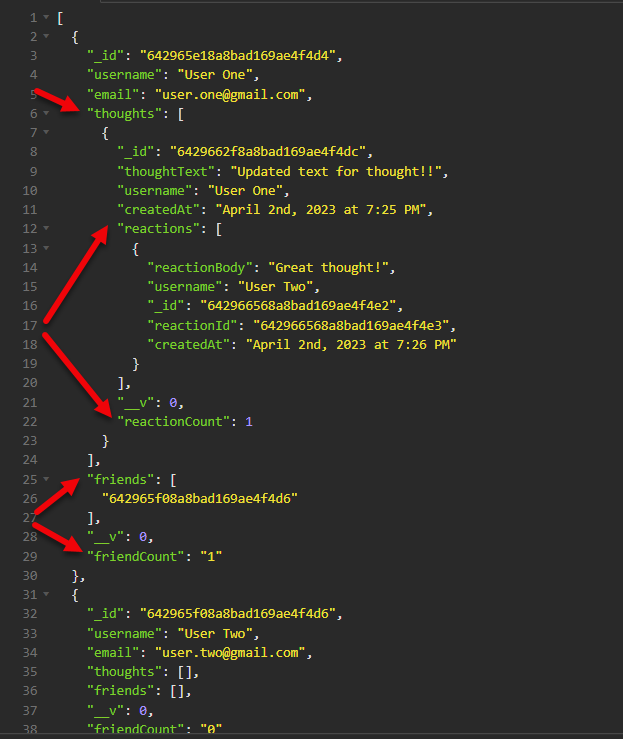 1 [
2 {
3 "_id": "642965e18a8bad169ae4f4d4",
4 "username": "User One",
5 "email": "user.one@gmail.com",
6 "thoughts": [
7 {
8 "_id": "6429662f8a8bad169ae4f4dc",
9 "thoughtText": "Updated text for thought!!",
10 "username": "User One",
11 "createdAt": "April 2nd, 2023 at 7:25 PM",
12 "reactions": [
13 {
14 "reactionBody": "Great thought!",
15 "username": "User Two",
16 "_id": "642966568a8bad169ae4f4e2",
17 "reactionId": "642966568a8bad169ae4f4e3",
18 "createdAt": "April 2nd, 2023 at 7:26 PM"
19 }
20 ],
21 "__v": 0,
22 "reactionCount": 1
23 }
24 ],
25 "friends": [
26 "642965f08a8bad169ae4f4d6"
27 ],
28 "__v": 0,
29 "friendCount": "1"
30 },
31 {
32 "_id": "642965f08a8bad169ae4f4d6",
33 "username": "User Two",
34 "email": "user.two@gmail.com",
35 "thoughts": [],
36 "friends": [],
37 "__v": 0,
38 "friendCount": "0"